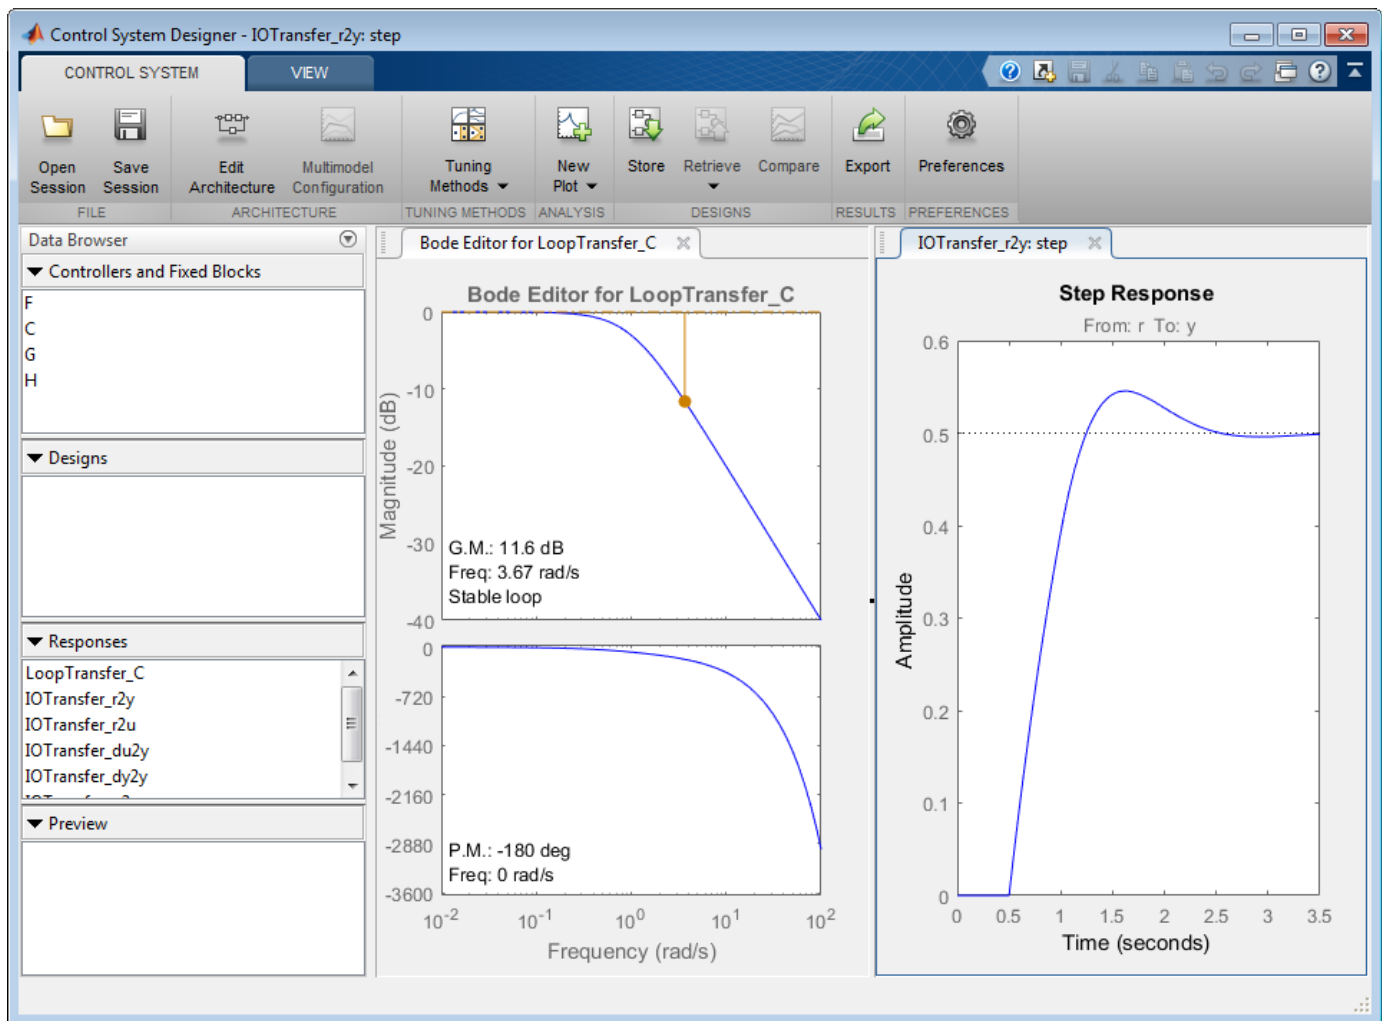 Control System Designer - IOTransfer_r2y: step
CONTROL SYSTEM
VIEW
Open Session
Save Session
Edit Architecture
Multimodel Configuration
Tuning Methods
New Plot
Store
Retrieve
Compare
Export
Preferences
FILE
ARCHITECTURE
TUNING METHODS
ANALYSIS
DESIGNS
RESULTS
PREFERENCES
Data Browser
Controllers and Fixed Blocks
F
C
G
H
Designs
Responses
LoopTransfer_C
IOTransfer_r2y
IOTransfer_r2u
IOTransfer_du2y
IOTransfer_dy2y
Preview
Bode Editor for LoopTransfer_C
Bode Editor for LoopTransfer_C
Magnitude (dB)
0
-10
-20
-30
-40
G.M.: 11.6 dB
Freq: 3.67 rad/s
Stable loop
0
-720
-1440
-2160
-2880
-3600
P.M.: -180 deg
Freq: 0 rad/s
10^-2 10^-1 10^0 10^1 10^2
Frequency (rad/s)
IOTransfer_r2y: step
Step Response
From: r To: y
Amplitude
0.6
0.5
0.4
0.3
0.2
0.1
0
0 0.5 1 1.5 2 2.5 3 3.5
Time (seconds)